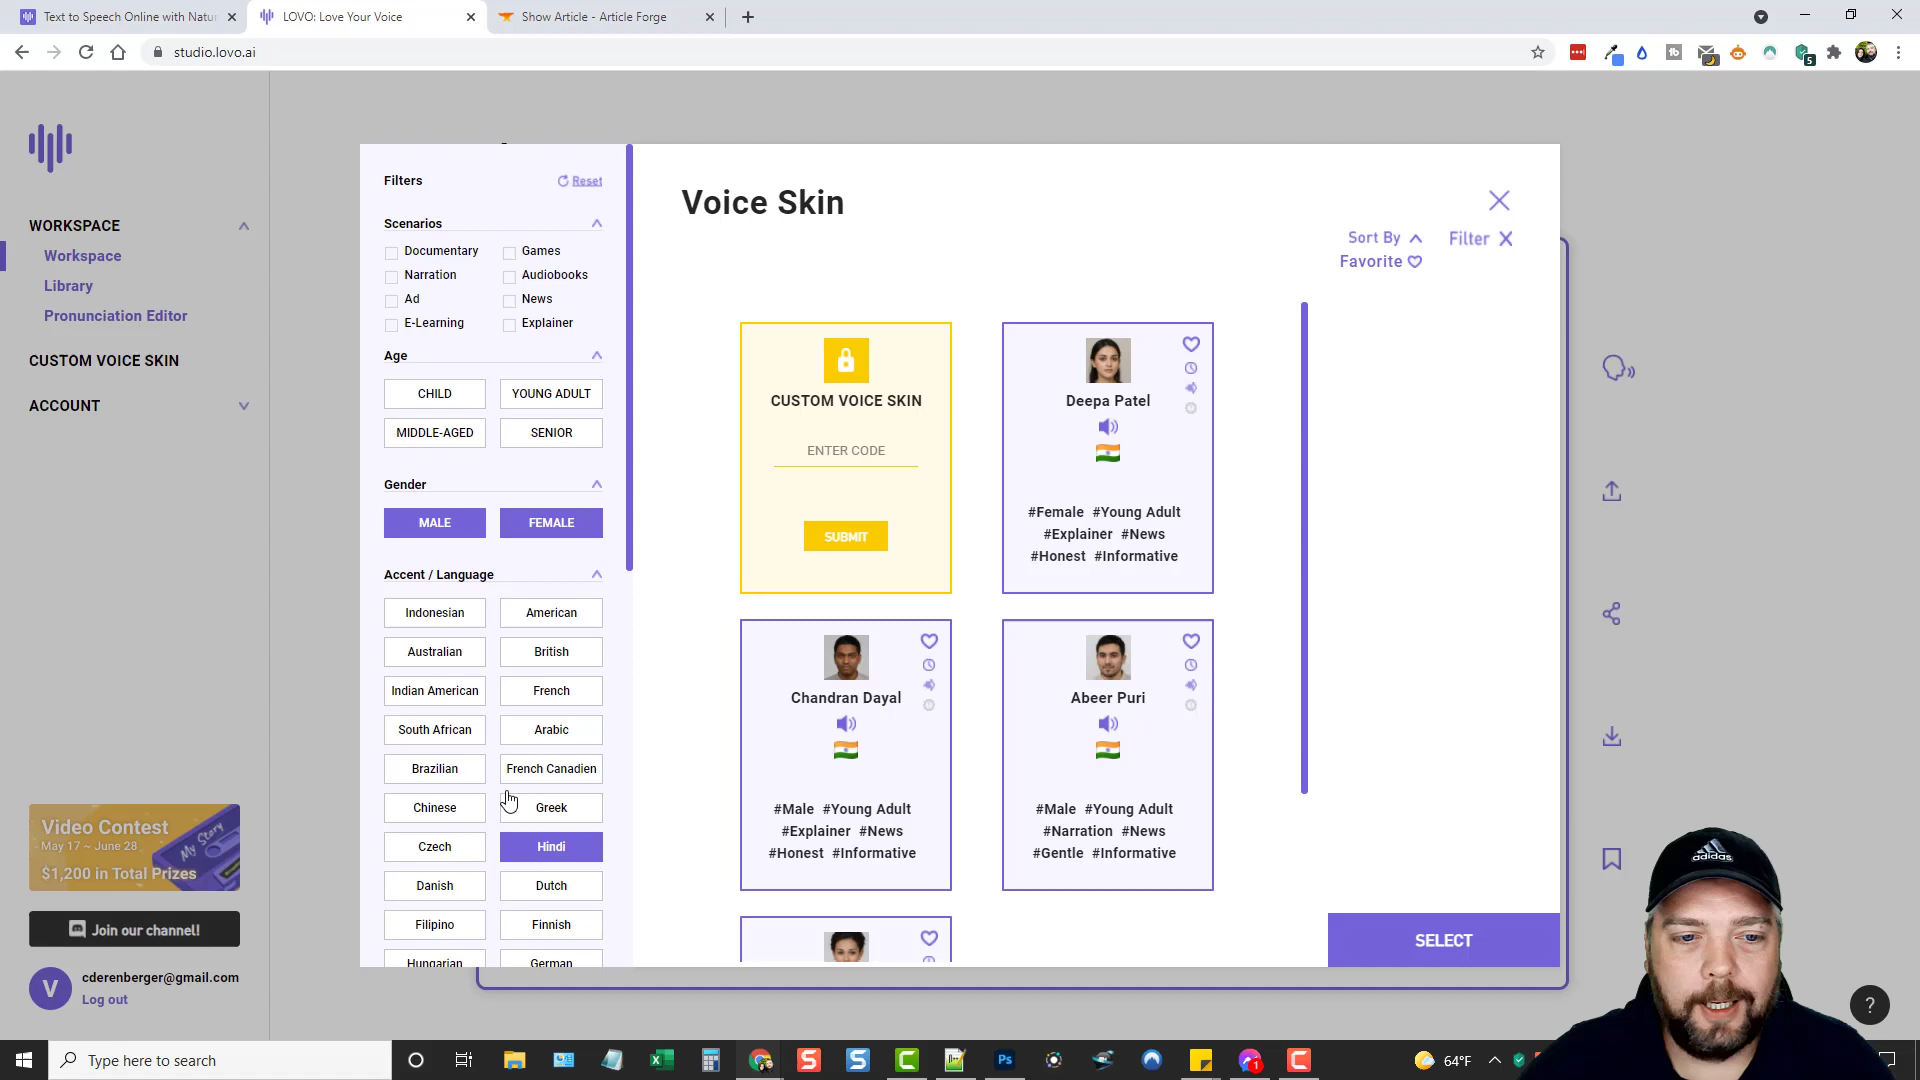 Text to Speech Online with Natur
LOVO: Love Your Voice
Show Article - Article Forge
studio.lovo.ai
5
WORKSPACE
Workspace
Library
Pronunciation Editor
CUSTOM VOICE SKIN
ACCOUNT
Video Contest
May 17 ~ June 28
$1,200 in Total Prizes
My Story
Join our channel!
V
cderenberger@gmail.com
Log out
Filters
Reset
Scenarios
Documentary Games
Narration Audiobooks
Ad News
E-Learning Explainer
Age
CHILD YOUNG ADULT
MIDDLE-AGED SENIOR
Gender
MALE FEMALE
Accent / Language
Indonesian American
Australian British
Indian American French
South African Arabic
Brazilian French Canadien
Chinese Greek
Czech Hindi
Danish Dutch
Filipino Finnish
Hungarian German
Voice Skin
Sort By
Filter
Favorite
CUSTOM VOICE SKIN
ENTER CODE
SUBMIT
Deepa Patel
#Female #Young Adult
#Explainer #News
#Honest #Informative
Chandran Dayal
#Male #Young Adult
#Explainer #News
#Honest #Informative
Abeer Puri
#Male #Young Adult
#Narration #News
#Gentle #Informative
SELECT
?
adidas
Type here to search
64°F